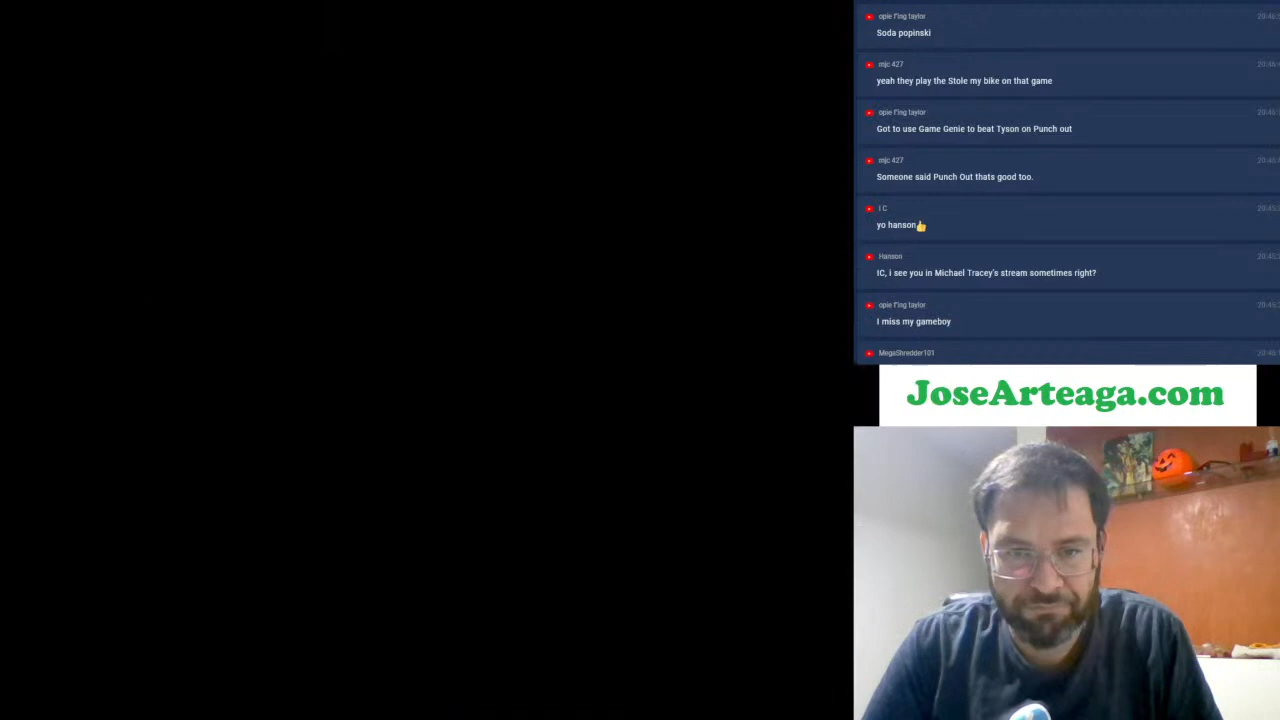 opie f'ing taylor
Soda popinski
mjc 427
yeah they play the Stole my bike on that game
opie f'ing taylor
Got to use Game Genie to beat Tyson on Punch out
mjc 427
Someone said Punch Out thats good too.
I C
yo hanson👍
Hanson
IC, i see you in Michael Tracey's stream sometimes right?
opie f'ing taylor
I miss my gameboy
MegaShredder101
JoseArteaga.com